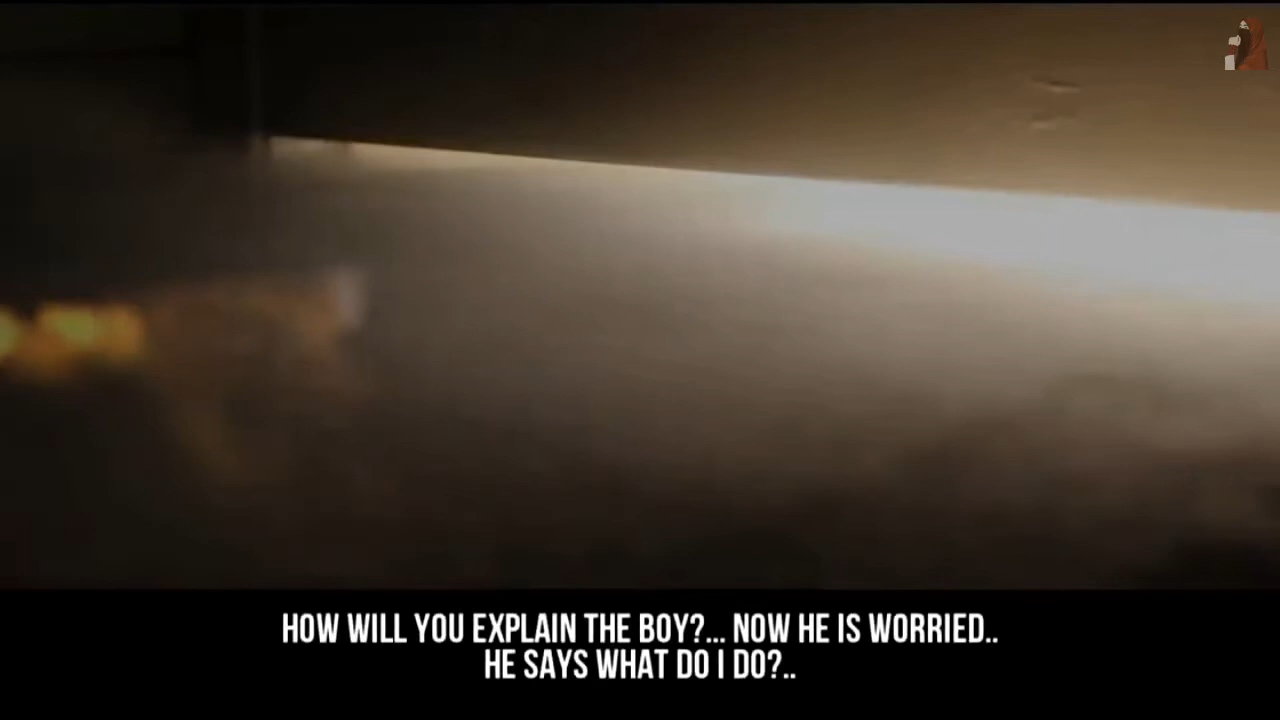 HOW WILL YOU EXPLAIN THE BOY?... NOW HE IS WORRIED..
HE SAYS WHAT DO I DO?..